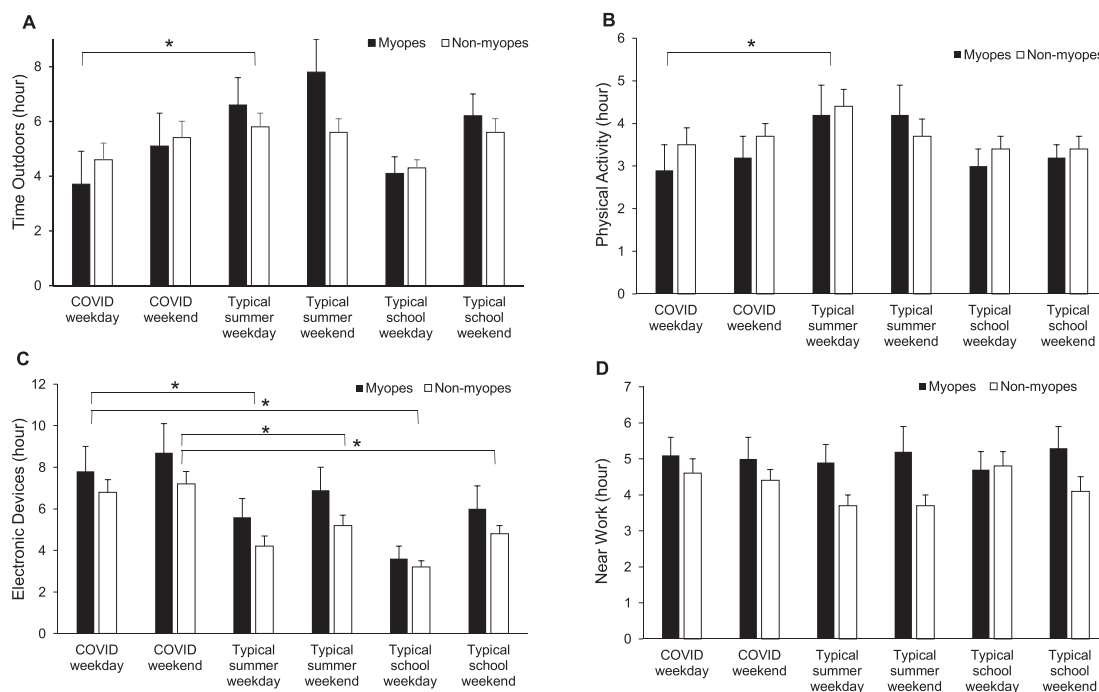 A
Myopes Non-myopes
*
Time Outdoors (hour)
8
6
4
2
0
COVID weekday
COVID weekend
Typical summer weekday
Typical summer weekend
Typical school weekday
Typical school weekend
B
Myopes Non-myopes
*
Physical Activity (hour)
6
5
4
3
2
1
0
COVID weekday
COVID weekend
Typical summer weekday
Typical summer weekend
Typical school weekday
Typical school weekend
C
Myopes Non-myopes
*
*
*
*
Electronic Devices (hour)
12
10
8
6
4
2
0
COVID weekday
COVID weekend
Typical summer weekday
Typical summer weekend
Typical school weekday
Typical school weekend
D
Myopes Non-myopes
Near Work (hour)
7
6
5
4
3
2
1
0
COVID weekday
COVID weekend
Typical summer weekday
Typical summer weekend
Typical school weekday
Typical school weekend